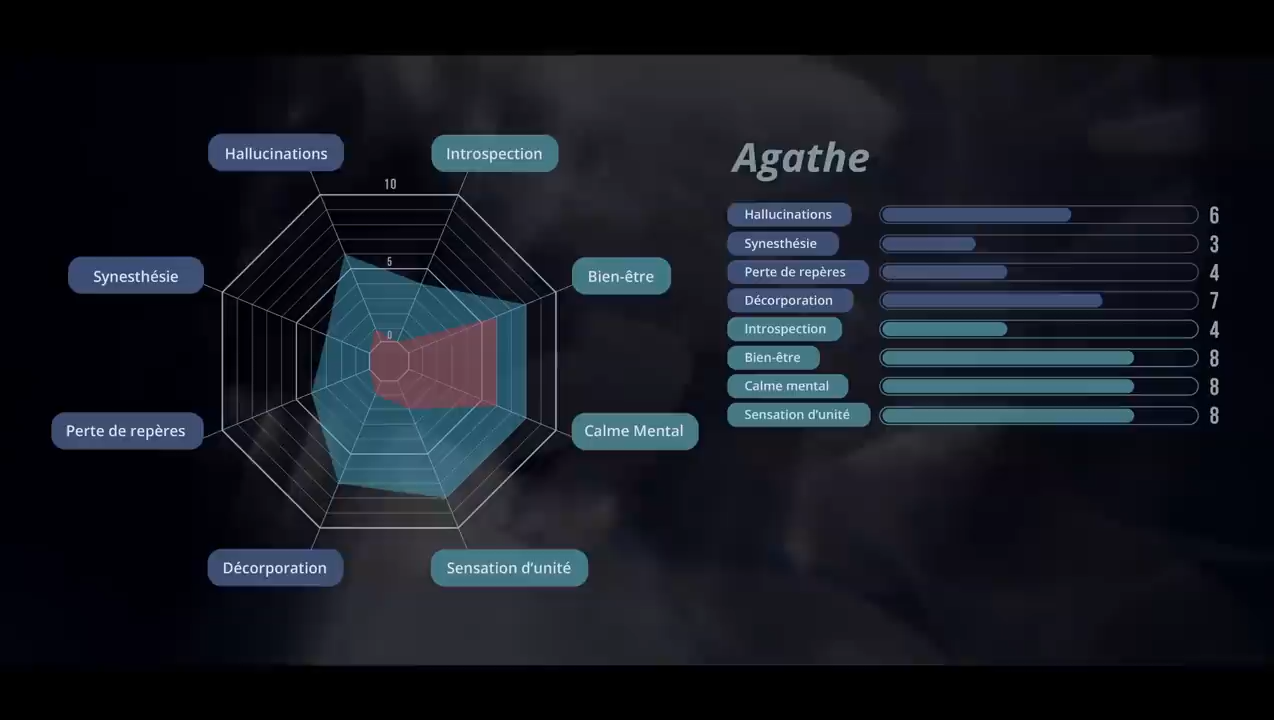 Hallucinations
Introspection
10
Synesthésie
5
Bien-être
0
Perte de repères
Calme Mental
Décorporation
Sensation d'unité
Agathe
Hallucinations 6
Synesthésie 3
Perte de repères 4
Décorporation 7
Introspection 4
Bien-être 8
Calme mental 8
Sensation d'unité 8